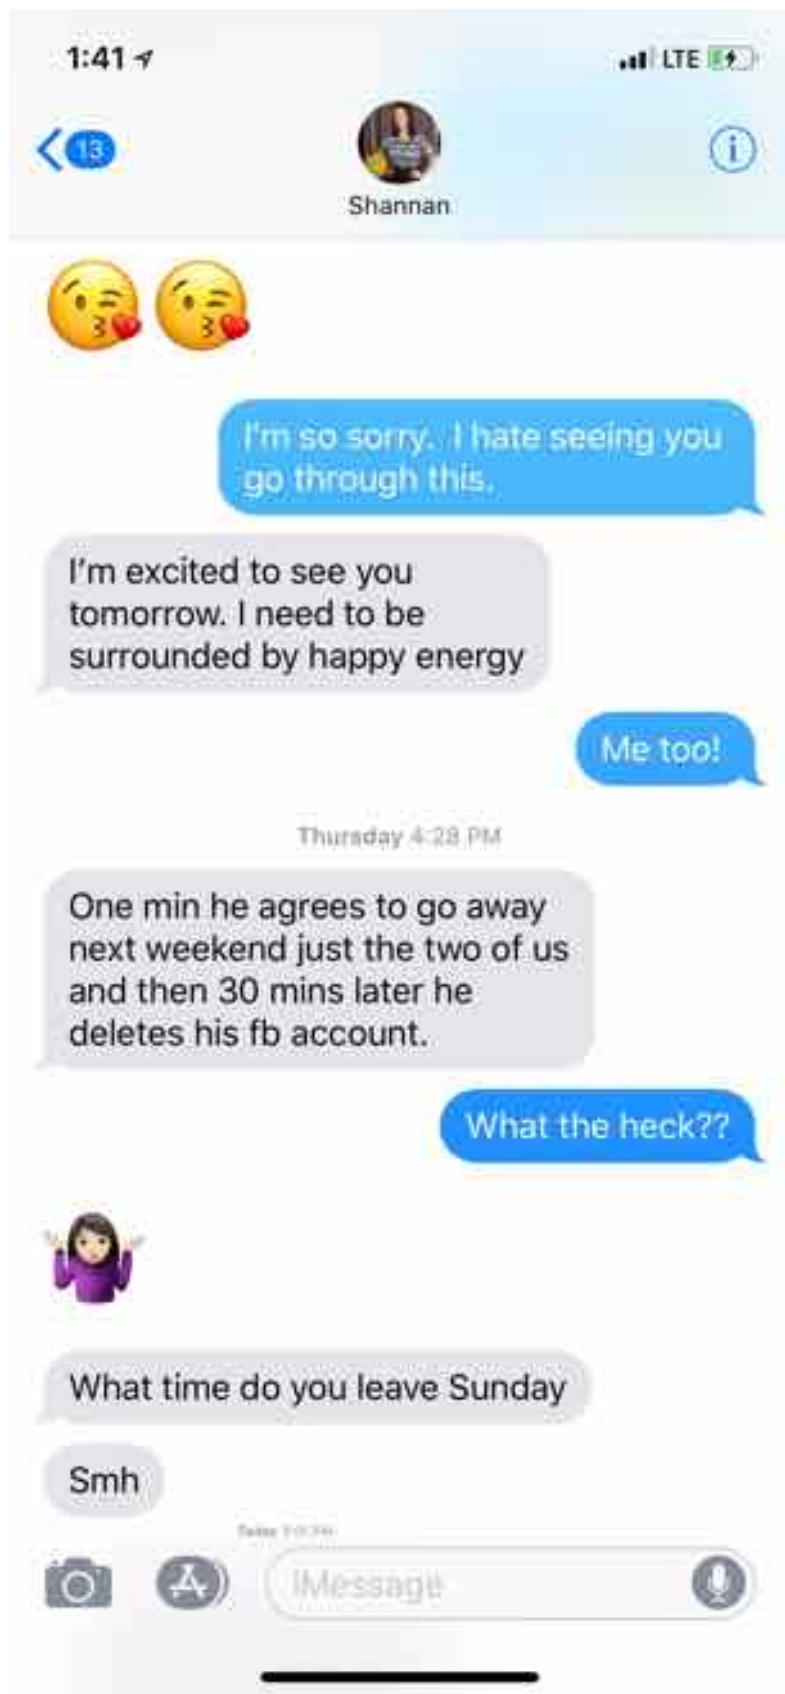 1:41
LTE
13
Shannan
I'm so sorry. I hate seeing you
go through this.
I'm excited to see you
tomorrow. I need to be
surrounded by happy energy
Me too!
Thursday 4:28 PM
One min he agrees to go away
next weekend just the two of us
and then 30 mins later he
deletes his fb account.
What the heck??
What time do you leave Sunday
Smh
Today
iMessage